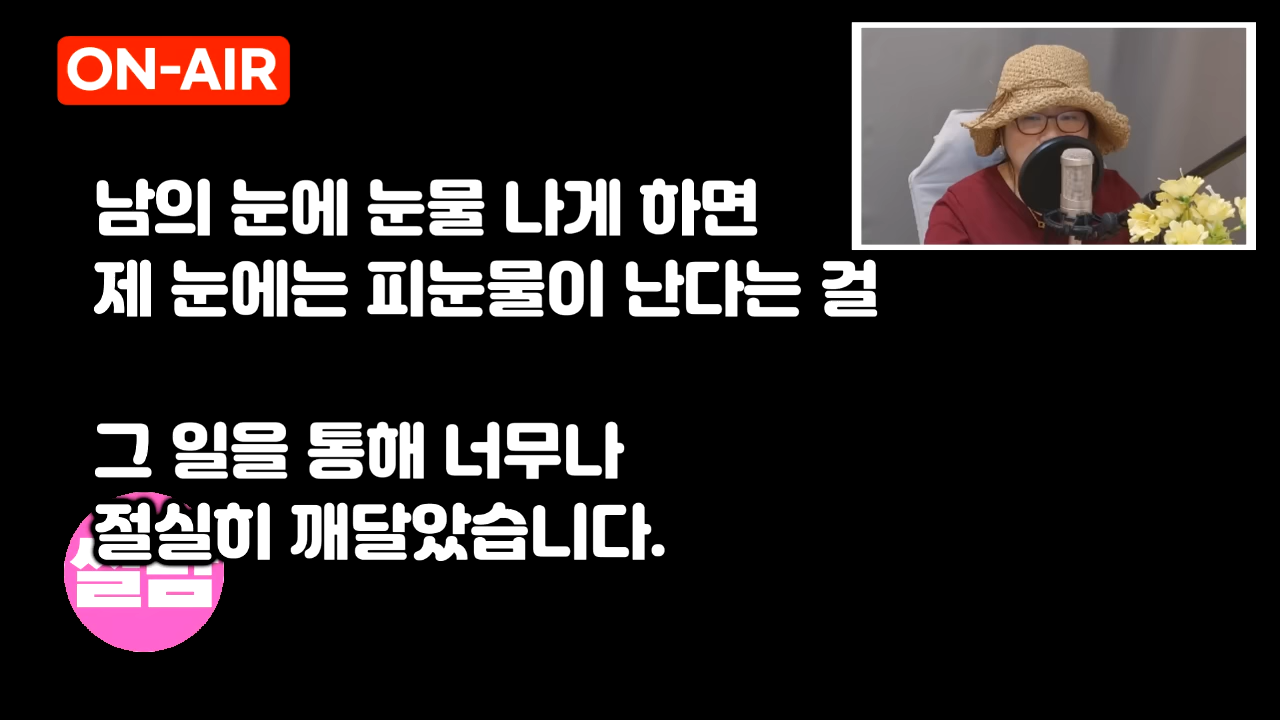 ON-AIR
남의 눈에 눈물 나게 하면
제 눈에는 피눈물이 난다는 걸
그 일을 통해 너무나
절실히 깨달았습니다.